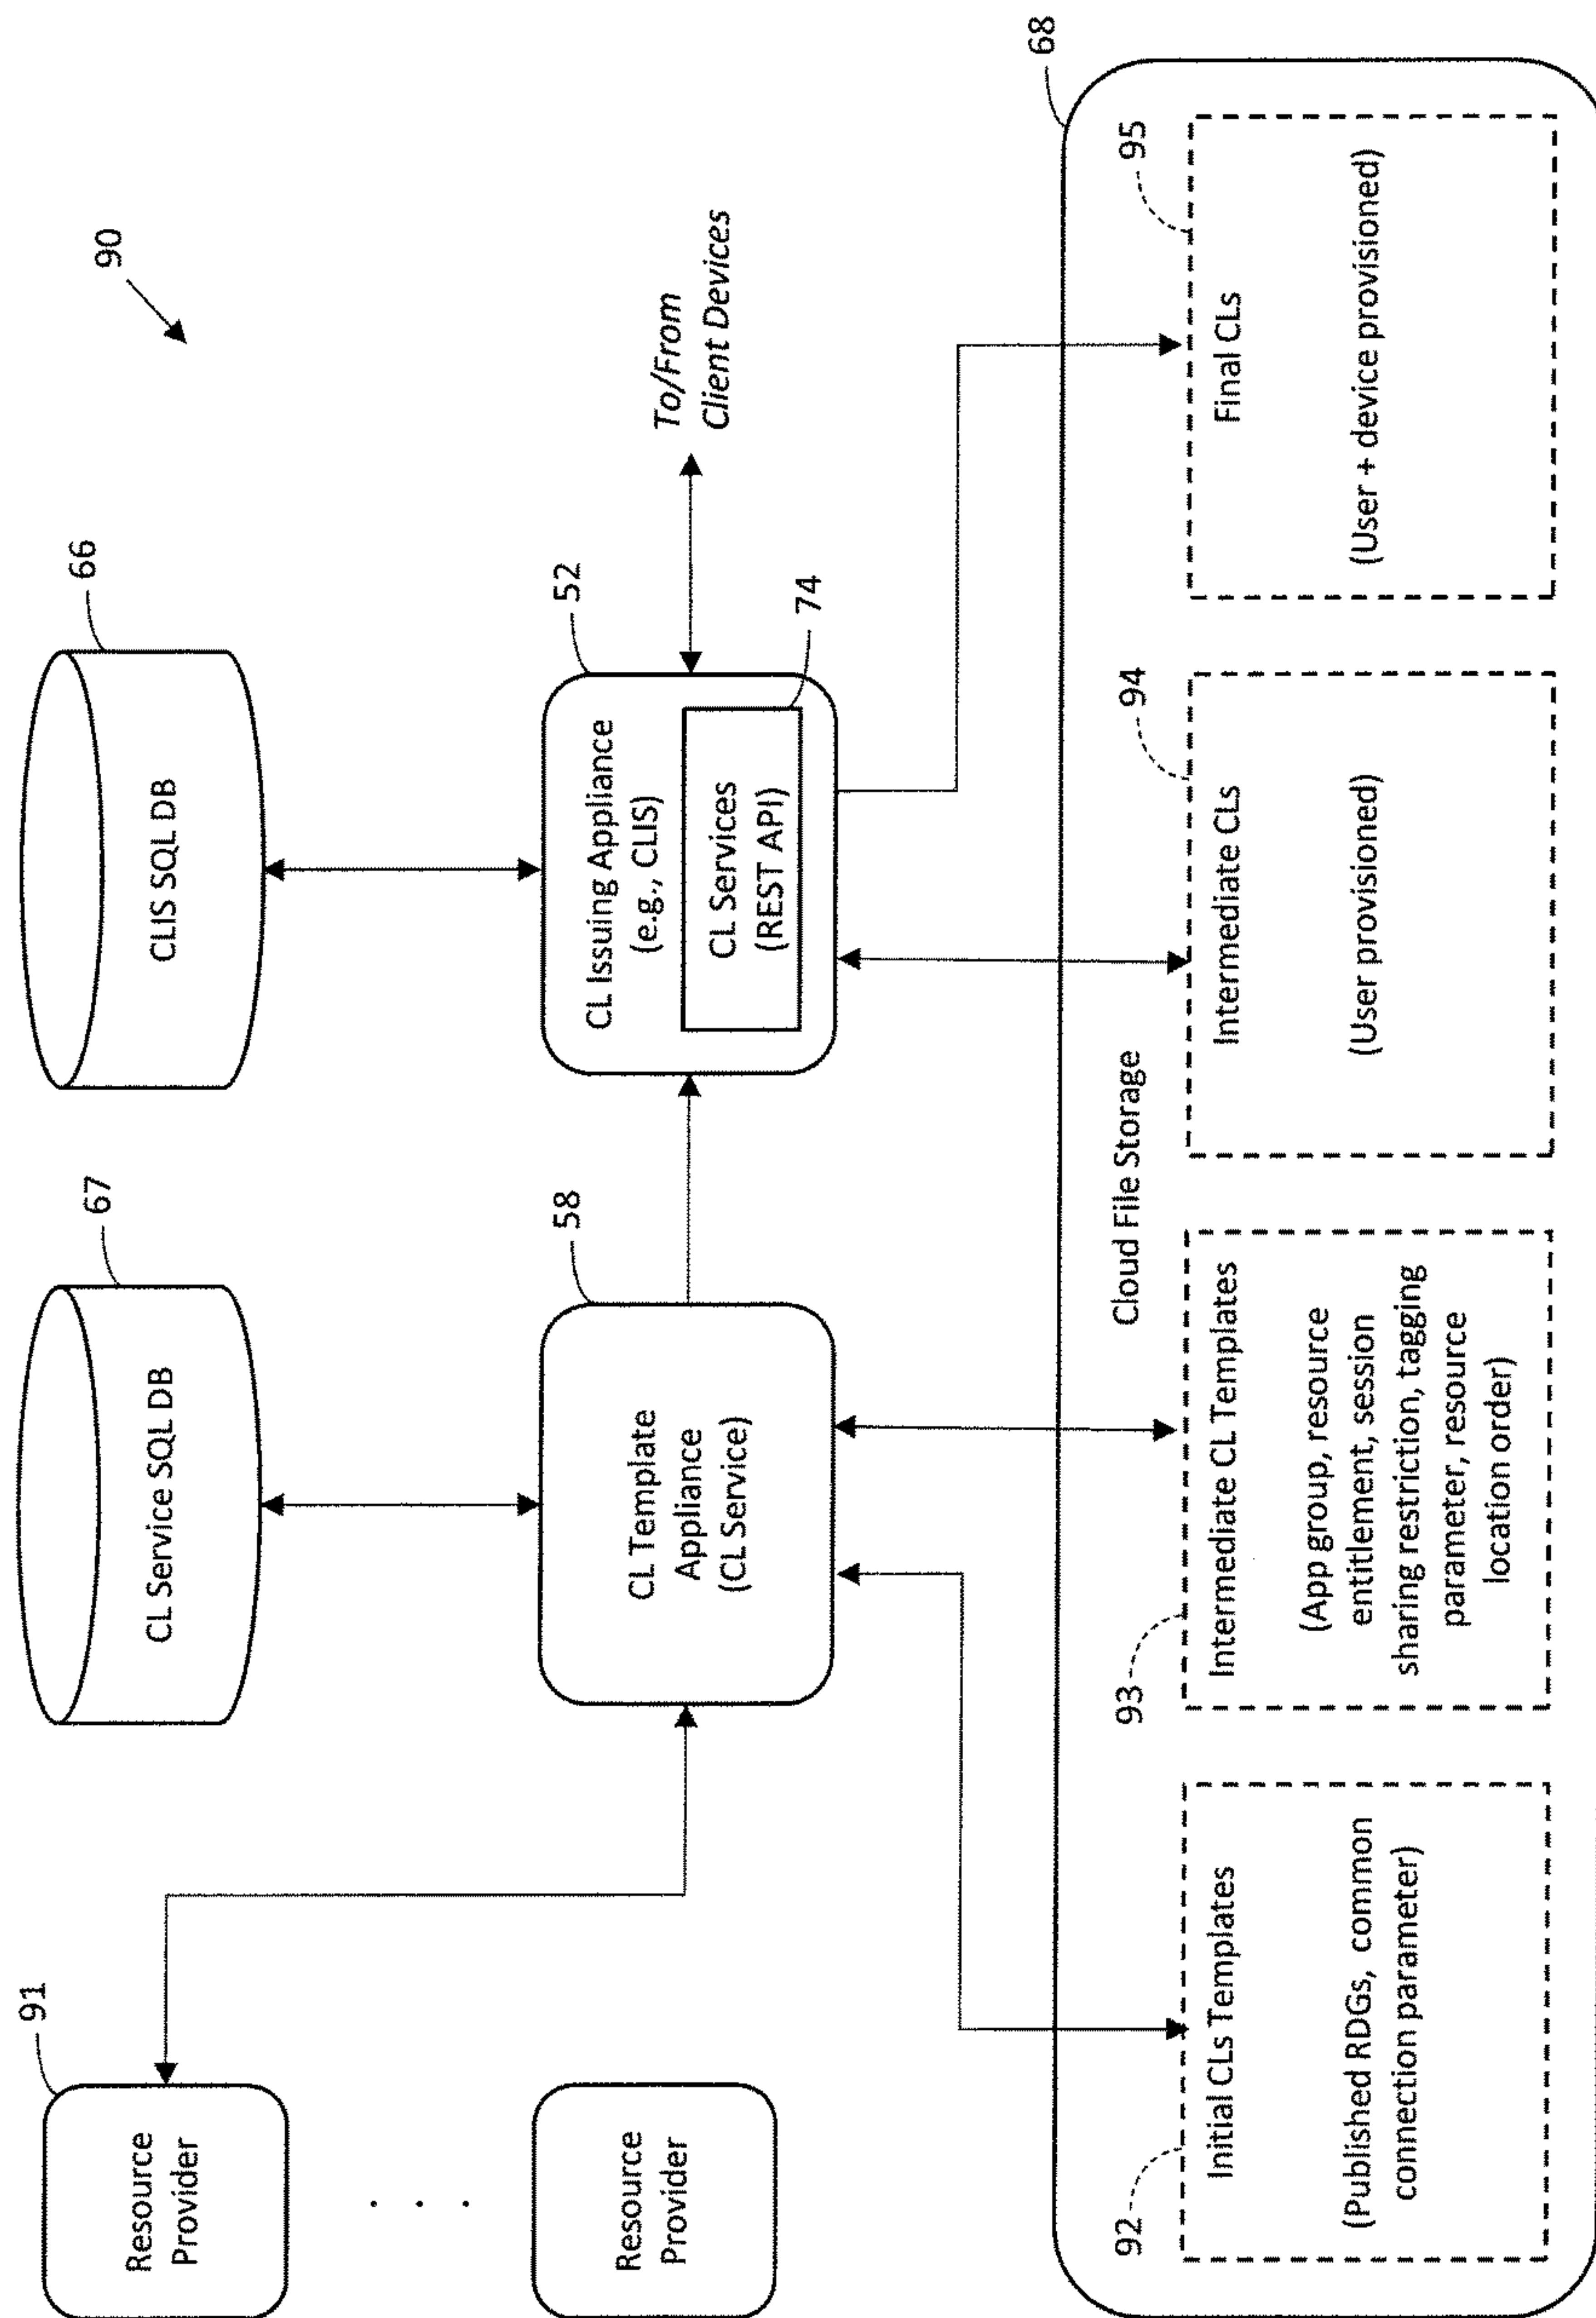 90
91
Resource
Provider
. . .
Resource
Provider
67
CL Service SQL DB
66
CLIS SQL DB
58
CL Template
Appliance
(CL Service)
52
CL Issuing Appliance
(e.g., CLIS)
CL Services
(REST API)
74
To/From
Client Devices
68
Cloud File Storage
92
Initial CLs Templates
(Published RDGs, common
connection parameter)
93
Intermediate CL Templates
(App group, resource
entitlement, session
sharing restriction, tagging
parameter, resource
location order)
94
Intermediate CLs
(User provisioned)
95
Final CLs
(User + device provisioned)